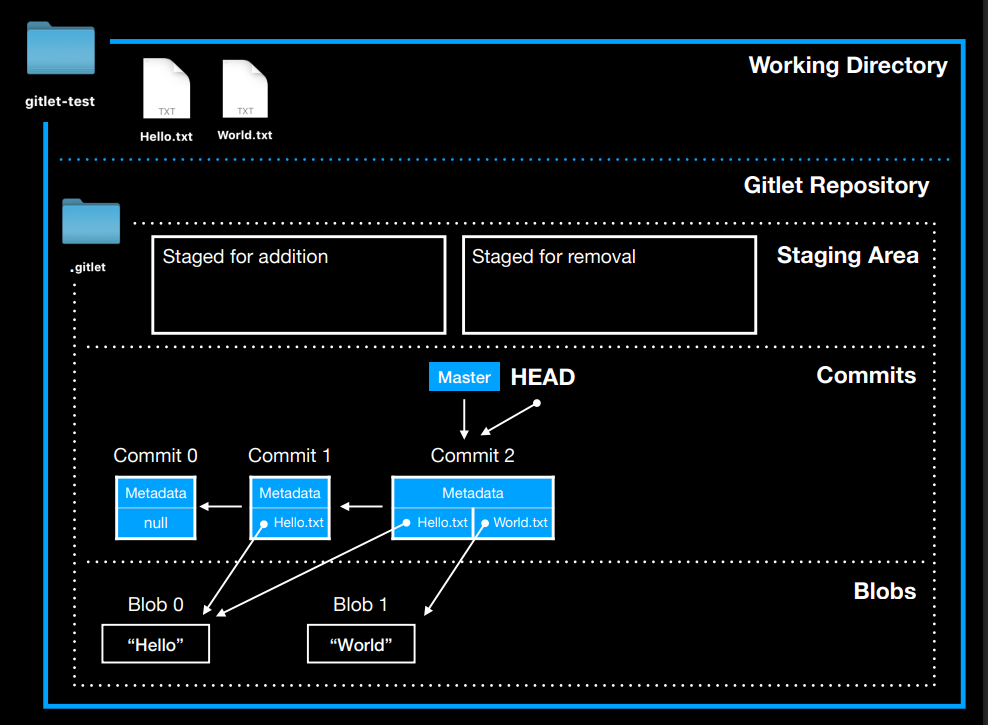 gitlet-test
Working Directory
TXT
TXT
Hello.txt
World.txt
Gitlet Repository
.gitlet
Staged for addition
Staged for removal
Staging Area
Master
HEAD
Commits
Commit 0
Commit 1
Commit 2
Metadata
Metadata
Metadata
null
Hello.txt
Hello.txt
World.txt
Blobs
Blob 0
Blob 1
“Hello”
“World”